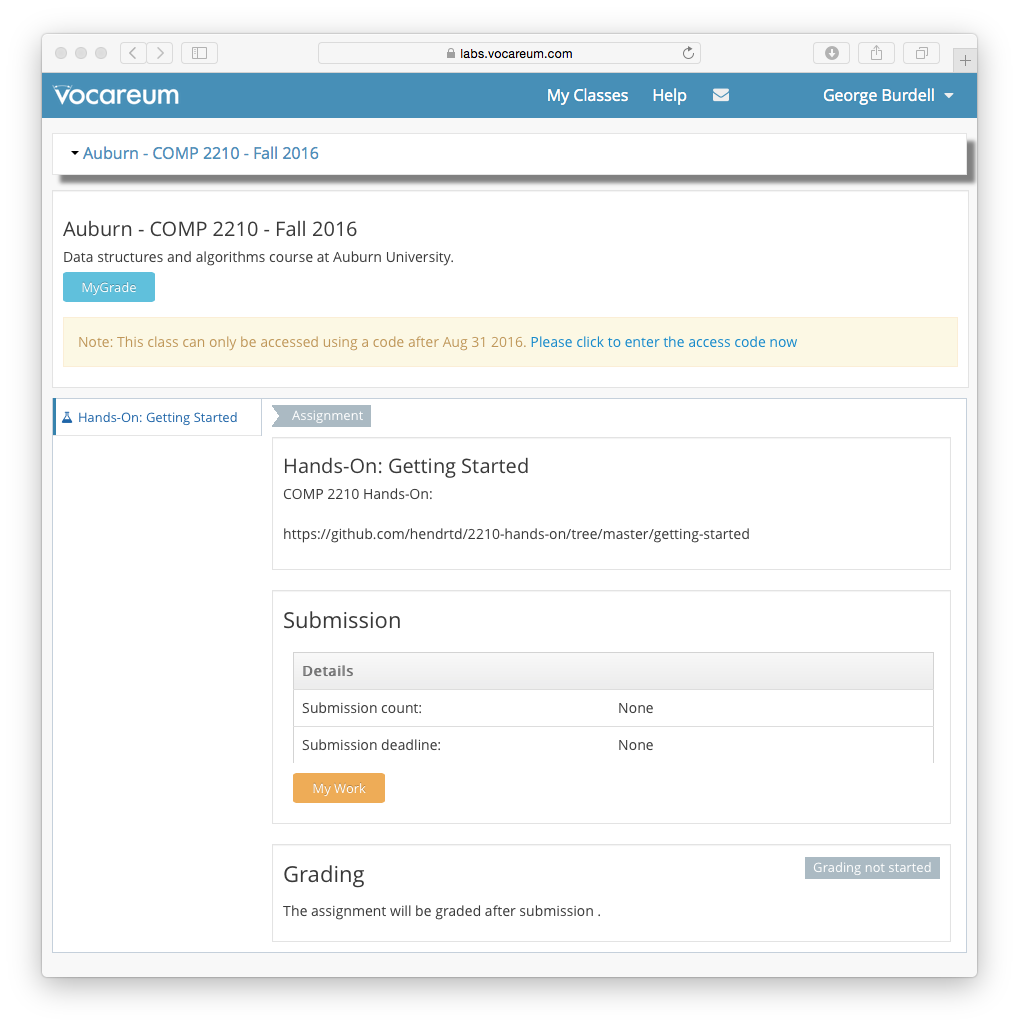 labs.vocareum.com
vocareum My Classes Help George Burdell
Auburn - COMP 2210 - Fall 2016
Auburn - COMP 2210 - Fall 2016
Data structures and algorithms course at Auburn University.
MyGrade
Note: This class can only be accessed using a code after Aug 31 2016. Please click to enter the access code now
Hands-On: Getting Started
Assignment
Hands-On: Getting Started
COMP 2210 Hands-On:
https://github.com/hendrtd/2210-hands-on/tree/master/getting-started
Submission
Details
Submission count: None
Submission deadline: None
My Work
Grading
Grading not started
The assignment will be graded after submission .